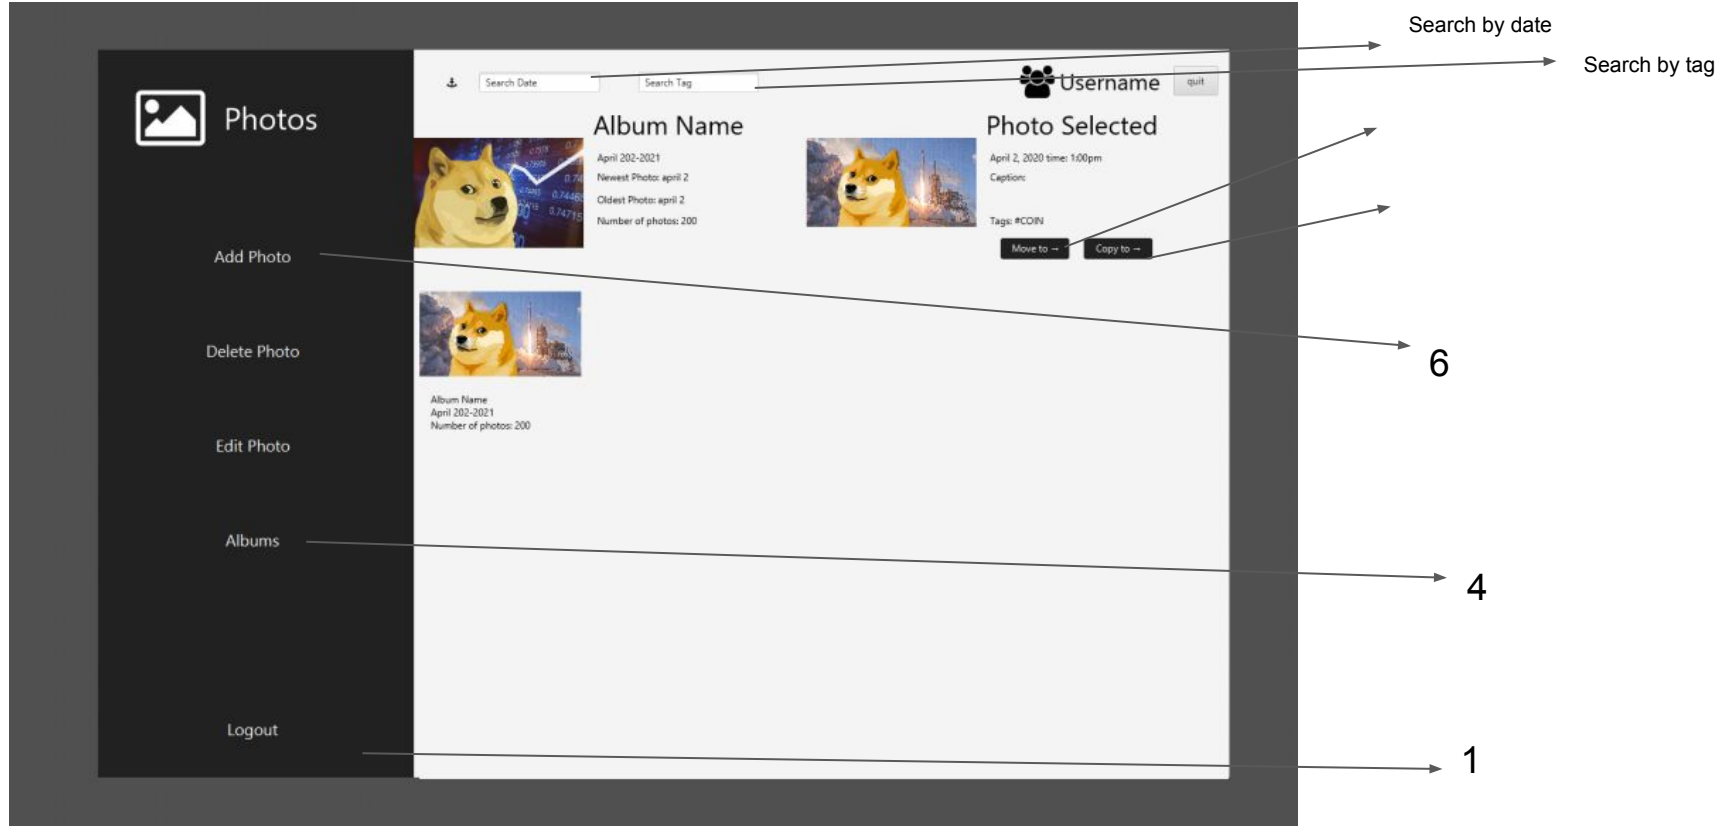 Search by date
Search by tag
Search Date
Search Tag
Username
quit
Photos
Album Name
April 202-2021
Newest Photo: april 2
Oldest Photo: april 2
Number of photos: 200
Photo Selected
April 2, 2020 time: 1:00pm
Caption:
Tags: #COIN
Move to →
Copy to →
Add Photo
6
Delete Photo
Album Name
April 202-2021
Number of photos: 200
Edit Photo
Albums
4
Logout
1